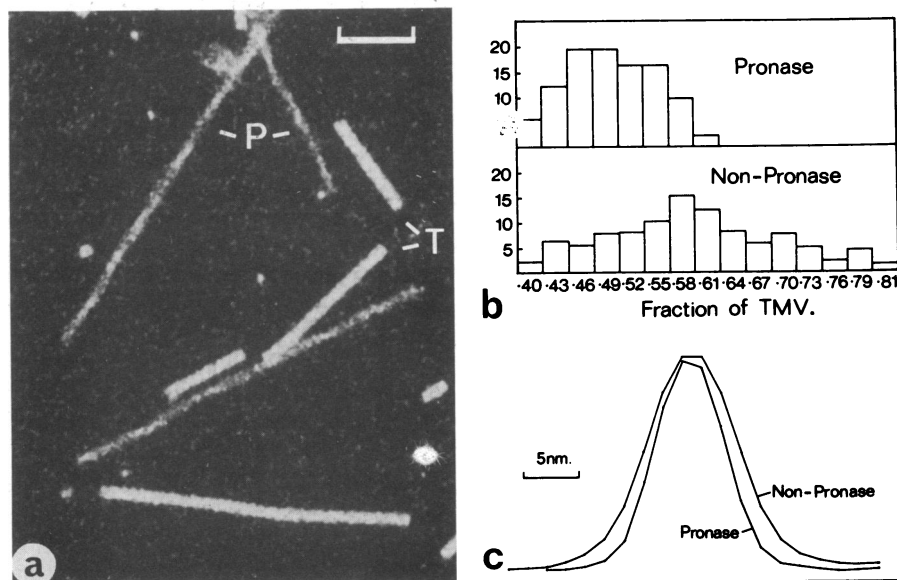 P
T
a
20
15
10
Pronase
20
15
10
5
Non-Pronase
·40 ·43 ·46 ·49 ·52 ·55 ·58 ·61 ·64 ·67 ·70 ·73 ·76 ·79 ·81
Fraction of TMV.
b
5nm.
Non-Pronase
Pronase
c